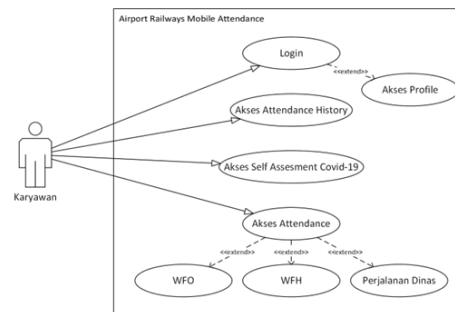 Airport Railways Mobile Attendance
Login
<<extend>>
Akses Profile
Akses Attendance History
Karyawan
Akses Self Assesment Covid-19
Akses Attendance
<<extend>>
<<extend>>
<<extend>>
WFO
WFH
Perjalanan Dinas